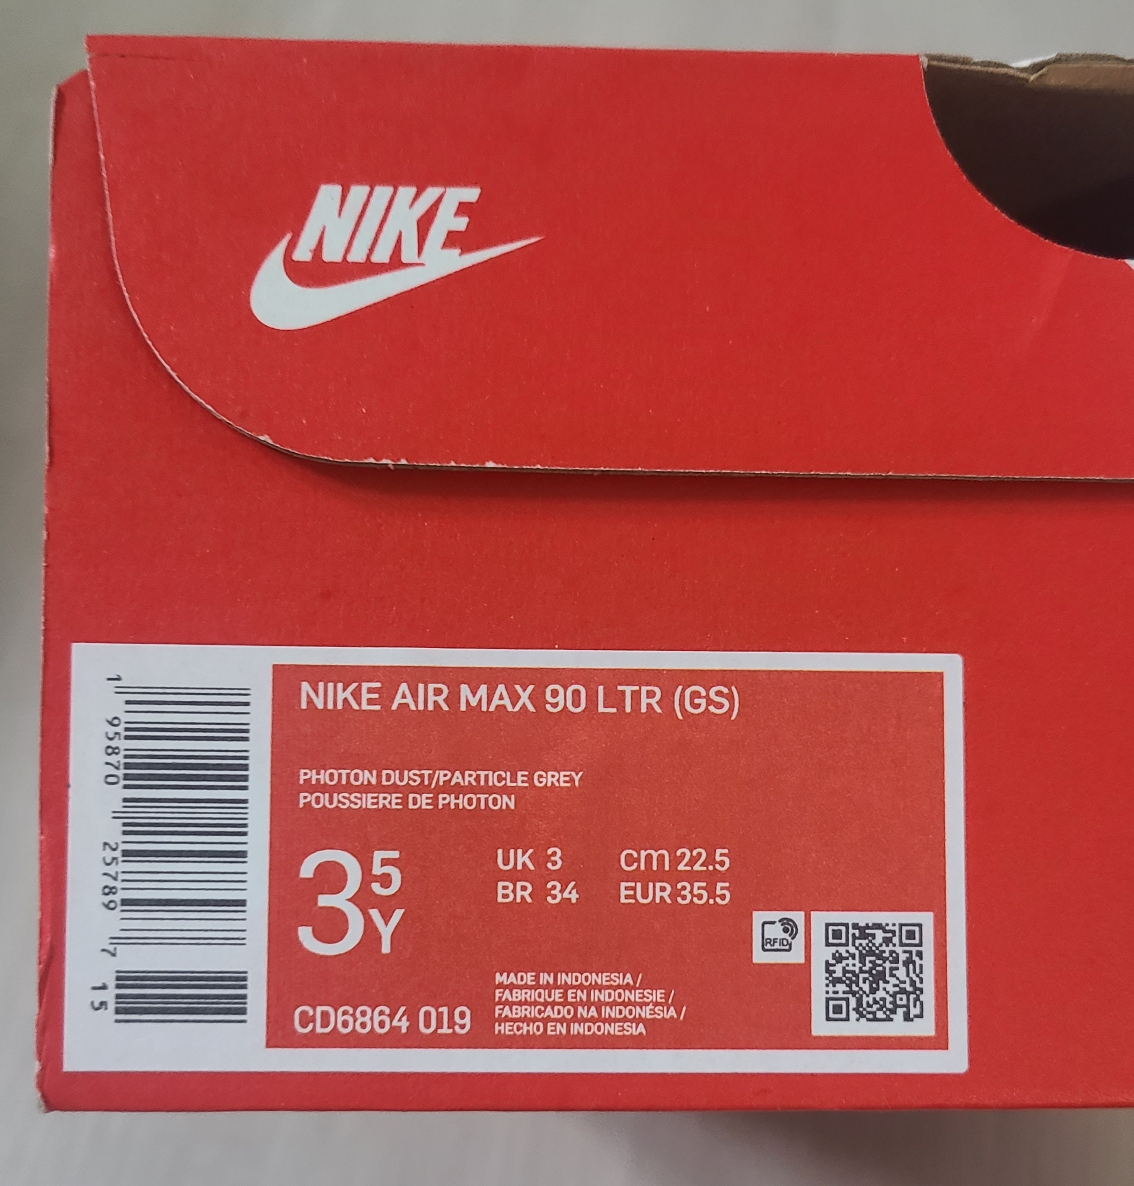 NIKE
NIKE AIR MAX 90 LTR (GS)
PHOTON DUST/PARTICLE GREY
POUSSIERE DE PHOTON
3 5 Y
UK 3 cm 22.5
BR 34 EUR 35.5
RFID
CD6864 019
MADE IN INDONESIA /
FABRIQUE EN INDONESIE /
FABRICADO NA INDONÉSIA /
HECHO EN INDONESIA
1 95870 25789 7 15